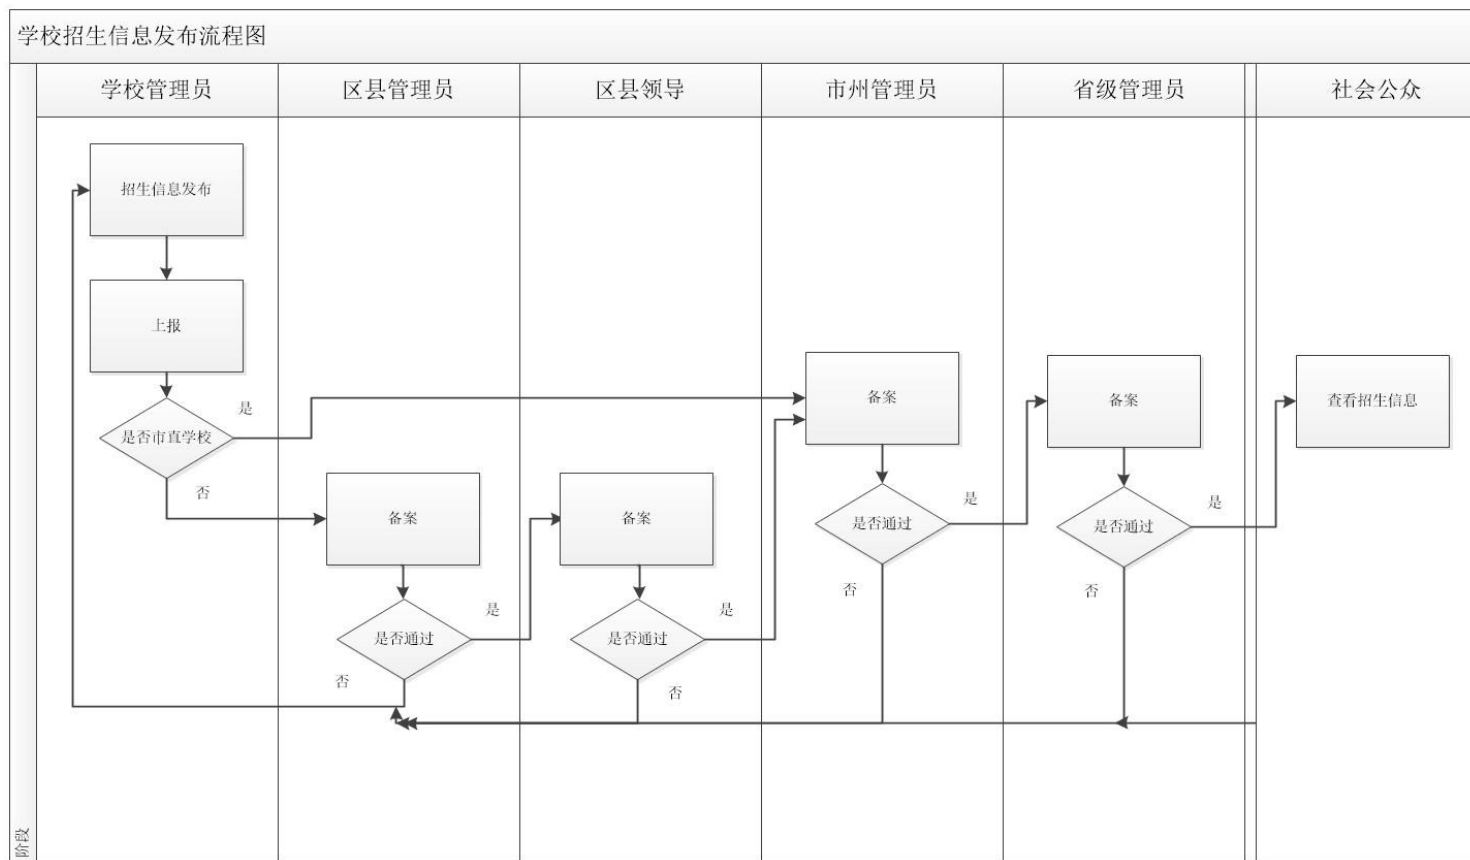 学校招生信息发布流程图
学校管理员
区县管理员
区县领导
市州管理员
省级管理员
社会公众
招生信息发布
上报
是否市直学校
是
否
备案
是否通过
是
否
备案
是否通过
是
否
备案
是否通过
是
否
备案
是否通过
是
否
查看招生信息
阶段